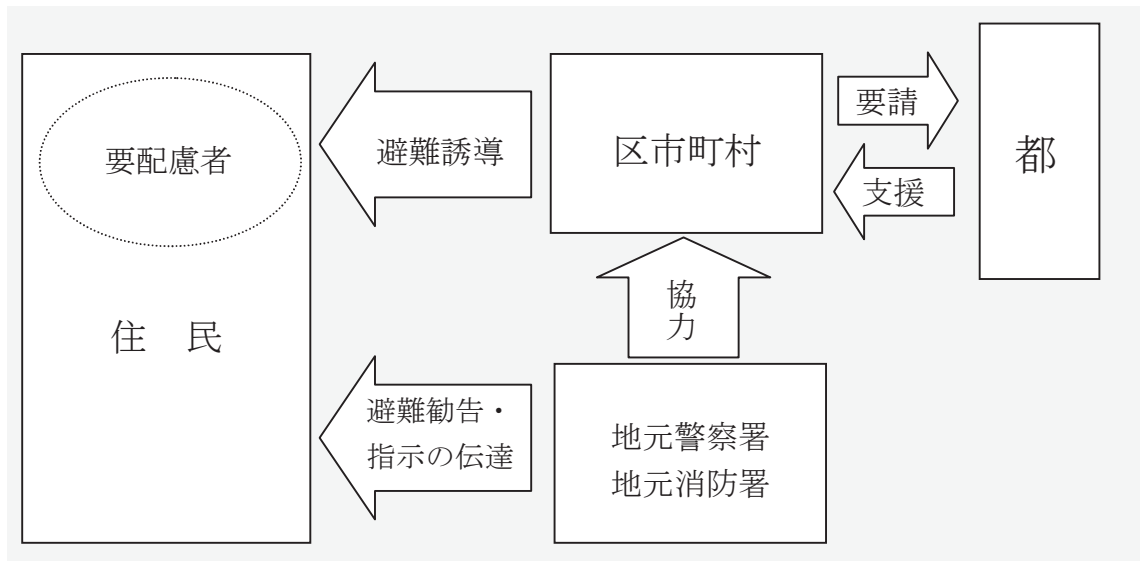 要配慮者
住　民
避難誘導
避難勧告・
指示の伝達
区市町村
協
力
地元警察署
地元消防署
要請
支援
都